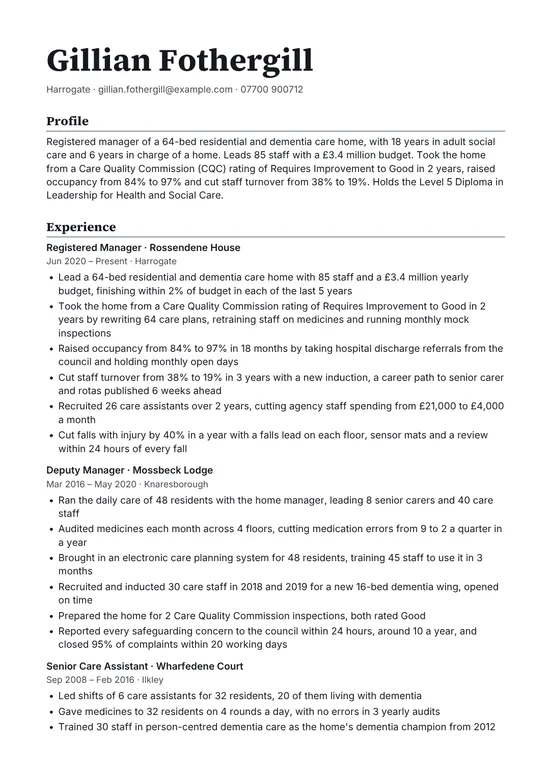 Gillian Fothergill
Harrogate · gillian.fothergill@example.com · 07700 900712
Profile
Registered manager of a 64-bed residential and dementia care home, with 18 years in adult social
care and 6 years in charge of a home. Leads 85 staff with a £3.4 million budget. Took the home
from a Care Quality Commission (CQC) rating of Requires Improvement to Good in 2 years, raised
occupancy from 84% to 97% and cut staff turnover from 38% to 19%. Holds the Level 5 Diploma in
Leadership for Health and Social Care.
Experience
Registered Manager · Rossendene House
Jun 2020 – Present · Harrogate
• Lead a 64-bed residential and dementia care home with 85 staff and a £3.4 million yearly
budget, finishing within 2% of budget in each of the last 5 years
• Took the home from a Care Quality Commission rating of Requires Improvement to Good in 2
years by rewriting 64 care plans, retraining staff on medicines and running monthly mock
inspections
• Raised occupancy from 84% to 97% in 18 months by taking hospital discharge referrals from the
council and holding monthly open days
• Cut staff turnover from 38% to 19% in 3 years with a new induction, a career path to senior carer
and rotas published 6 weeks ahead
• Recruited 26 care assistants over 2 years, cutting agency staff spending from £21,000 to £4,000
a month
• Cut falls with injury by 40% in a year with a falls lead on each floor, sensor mats and a review
within 24 hours of every fall
Deputy Manager · Mossbeck Lodge
Mar 2016 – May 2020 · Knaresborough
• Ran the daily care of 48 residents with the home manager, leading 8 senior carers and 40 care
staff
• Audited medicines each month across 4 floors, cutting medication errors from 9 to 2 a quarter in
a year
• Brought in an electronic care planning system for 48 residents, training 45 staff to use it in 3
months
• Recruited and inducted 30 care staff in 2018 and 2019 for a new 16-bed dementia wing, opened
on time
• Prepared the home for 2 Care Quality Commission inspections, both rated Good
• Reported every safeguarding concern to the council within 24 hours, around 10 a year, and
closed 95% of complaints within 20 working days
Senior Care Assistant · Wharfedene Court
Sep 2008 – Feb 2016 · Ilkley
• Led shifts of 6 care assistants for 32 residents, 20 of them living with dementia
• Gave medicines to 32 residents on 4 rounds a day, with no errors in 3 yearly audits
• Trained 30 staff in person-centred dementia care as the home's dementia champion from 2012